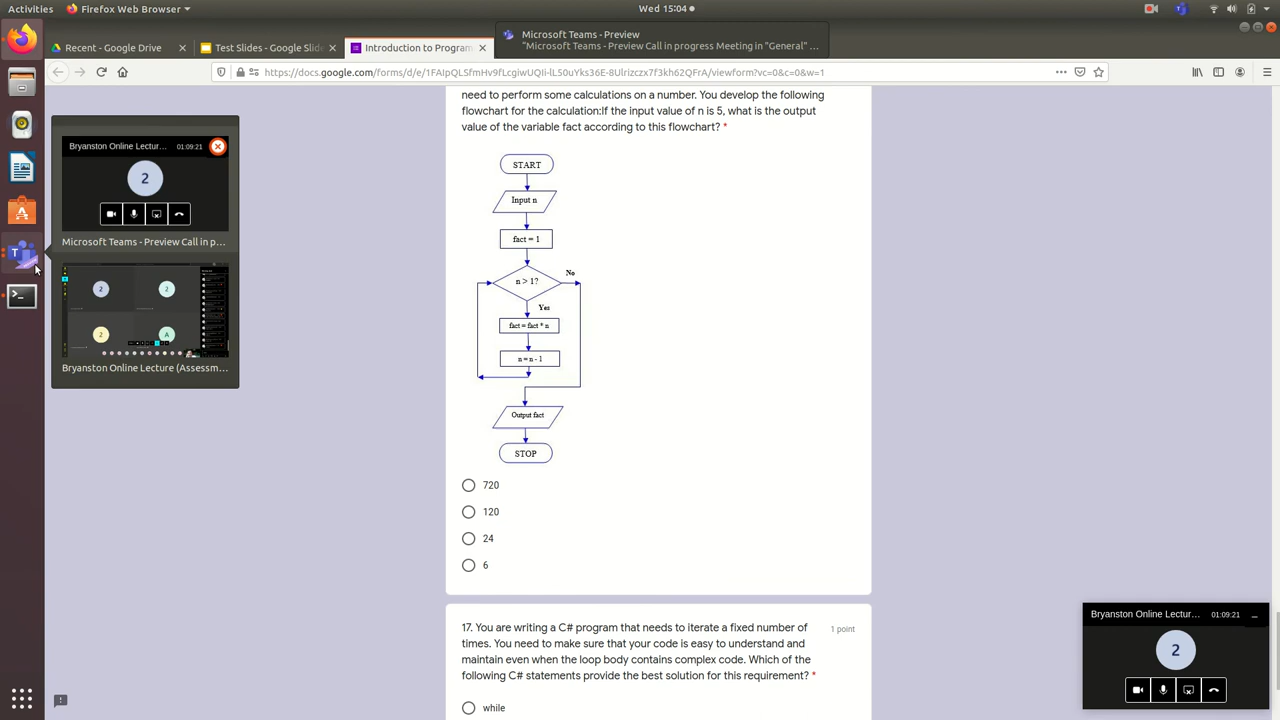 Activities
Firefox Web Browser
Wed 15:04
Recent - Google Drive
Test Slides - Google Slid
Introduction to Program
Microsoft Teams - Preview
"Microsoft Teams - Preview Call in progress Meeting in "General" ...
https://docs.google.com/forms/d/e/1FAIpQLSfmHv9fLcgiwUQIi-lL50uYks36E-8Ulrizczx7f3kh62QFrA/viewform?vc=0&c=0&w=1
need to perform some calculations on a number. You develop the following
flowchart for the calculation:If the input value of n is 5, what is the output
value of the variable fact according to this flowchart? *
START
Input n
fact = 1
n > 1?
No
Yes
fact = fact * n
n = n - 1
Output fact
STOP
720
120
24
6
17. You are writing a C# program that needs to iterate a fixed number of
times. You need to make sure that your code is easy to understand and
maintain even when the loop body contains complex code. Which of the
following C# statements provide the best solution for this requirement? *
1 point
while
Bryanston Online Lectur...
01:09:21
2
Microsoft Teams - Preview Call in p...
2
2
2
A
Bryanston Online Lecture (Assessm...
Bryanston Online Lectur...
01:09:21
2